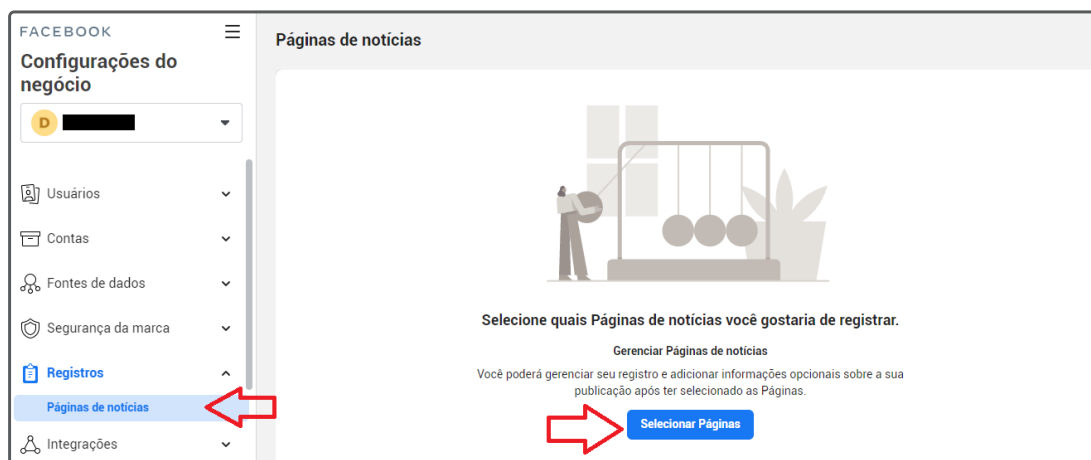 FACEBOOK
Configurações do
negócio
D
Usuários
Contas
Fontes de dados
Segurança da marca
Registros
Páginas de notícias
Integrações
Páginas de notícias
Selecione quais Páginas de notícias você gostaria de registrar.
Gerenciar Páginas de notícias
Você poderá gerenciar seu registro e adicionar informações opcionais sobre a sua
publicação após ter selecionado as Páginas.
Selecionar Páginas